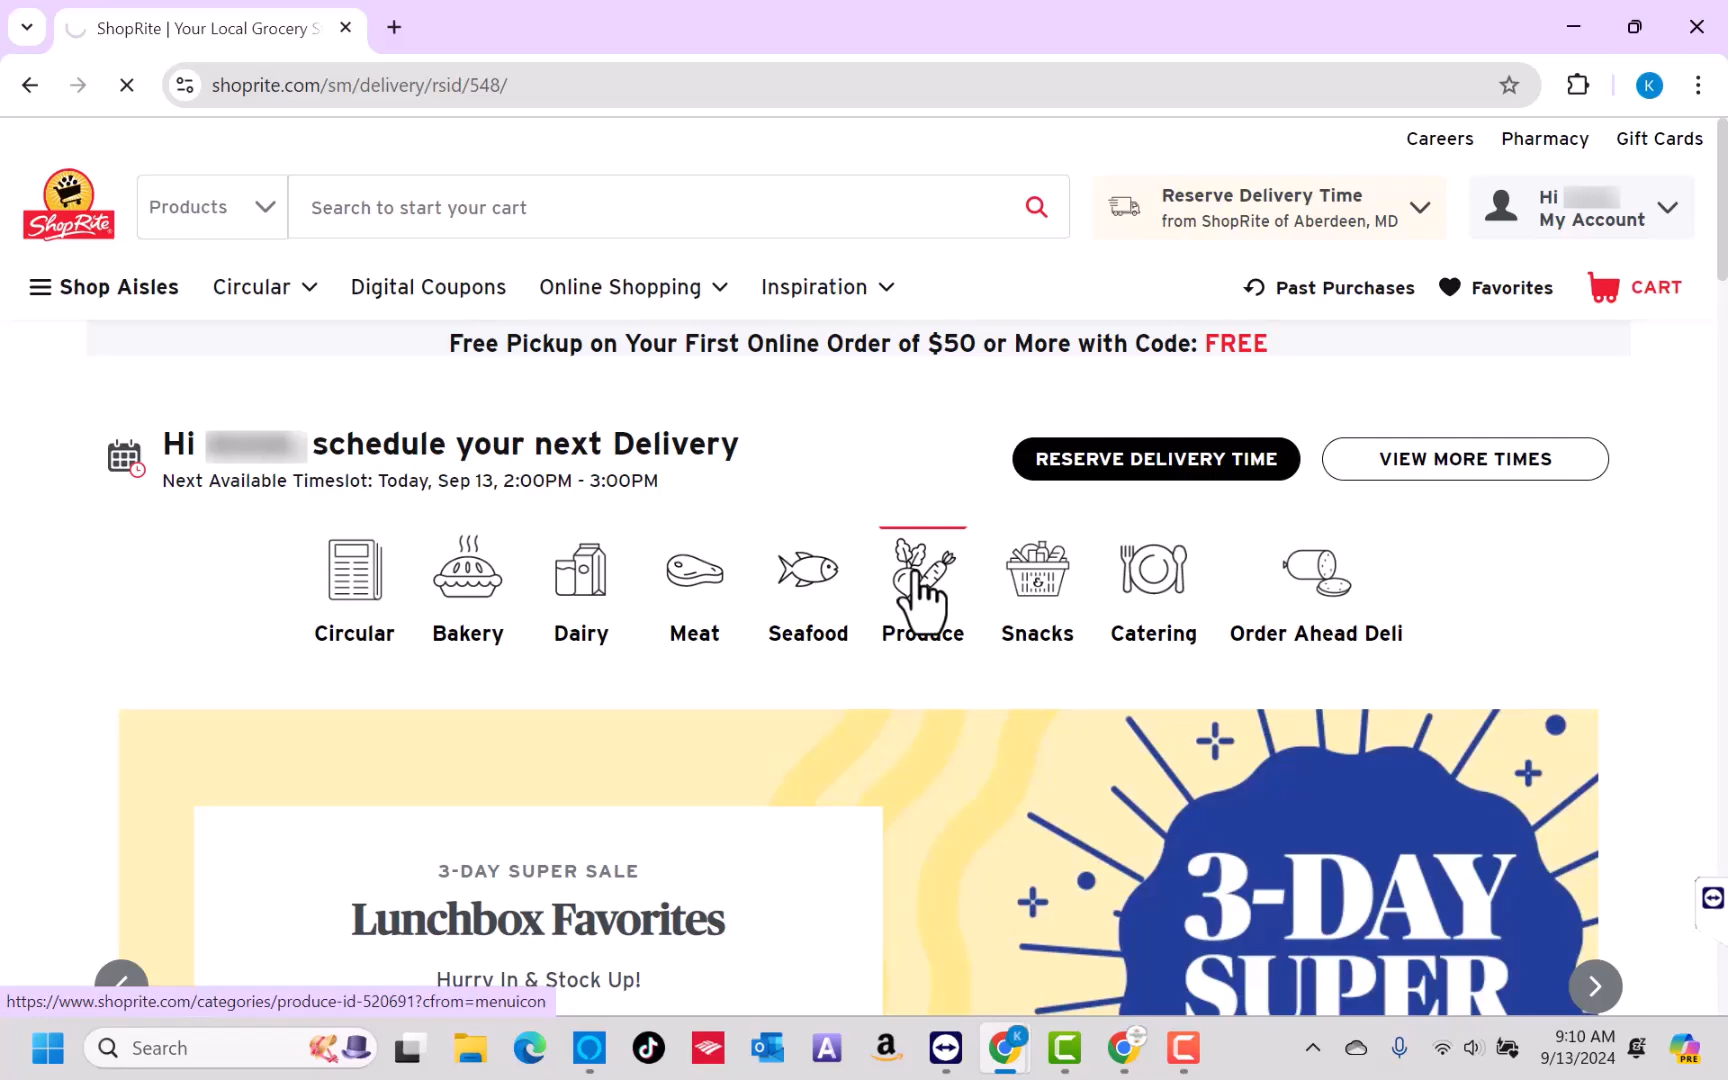 ShopRite | Your Local Grocery S
shoprite.com/sm/delivery/rsid/548/
K
Careers Pharmacy Gift Cards
ShopRite
Products
Search to start your cart
Reserve Delivery Time
from ShopRite of Aberdeen, MD
Hi
My Account
Shop Aisles Circular Digital Coupons Online Shopping Inspiration
Past Purchases Favorites CART
Free Pickup on Your First Online Order of $50 or More with Code: FREE
Hi schedule your next Delivery
Next Available Timeslot: Today, Sep 13, 2:00PM - 3:00PM
RESERVE DELIVERY TIME
VIEW MORE TIMES
Circular Bakery Dairy Meat Seafood Produce Snacks Catering Order Ahead Deli
3-DAY SUPER SALE
Lunchbox Favorites
Hurry In & Stock Up!
3-DAY
SUPER
https://www.shoprite.com/categories/produce-id-520691?cfrom=menuicon
Search
K
9:10 AM
9/13/2024
PRE